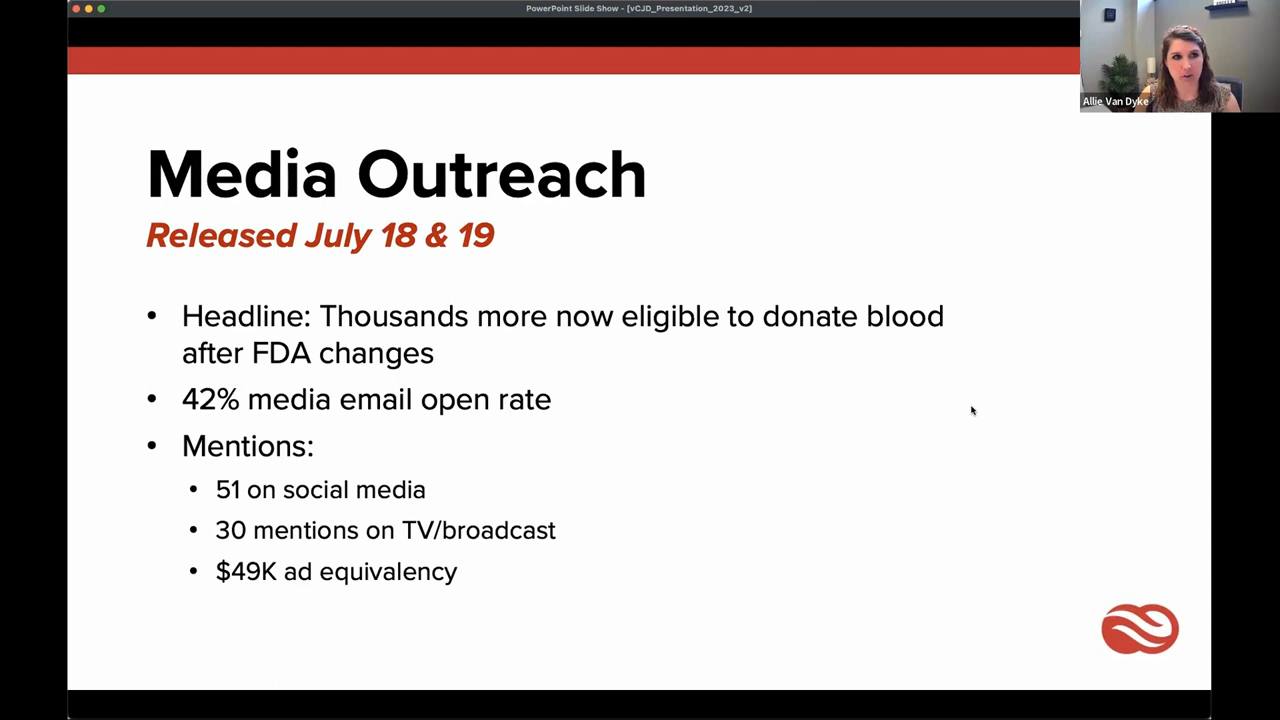 PowerPoint Slide Show - [vCJD_Presentation_2023_v2]
Allie Van Dyke
Media Outreach
Released July 18 & 19
• Headline: Thousands more now eligible to donate blood
after FDA changes
• 42% media email open rate
• Mentions:
• 51 on social media
• 30 mentions on TV/broadcast
• $49K ad equivalency